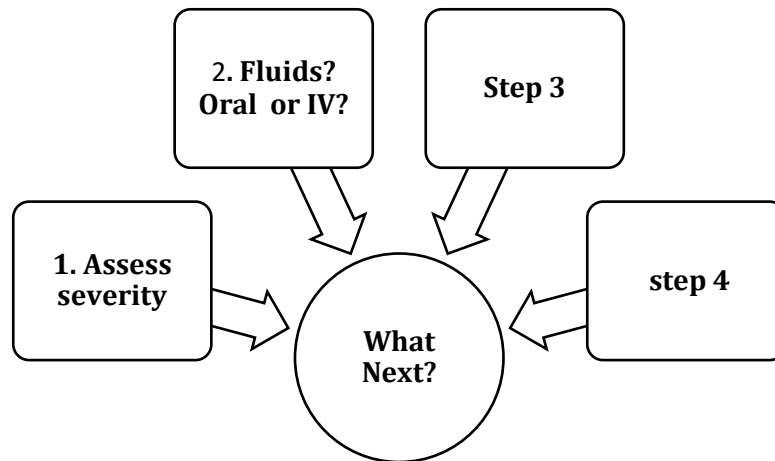 2. Fluids?
Oral or IV?
Step 3
1. Assess
severity
step 4
What
Next?